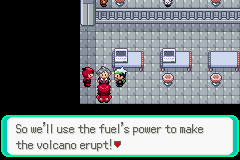 So we'll use the fuel's power to make
the volcano erupt!♥